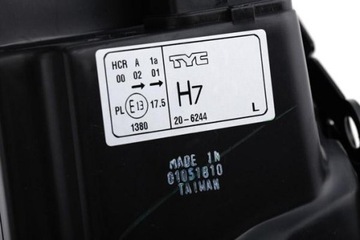 HCR A 1a
00 02 01
→ →
PL E13 17.5
1380
TYC
H7
20-6244
L
MADE IN
01051810
TAIWAN